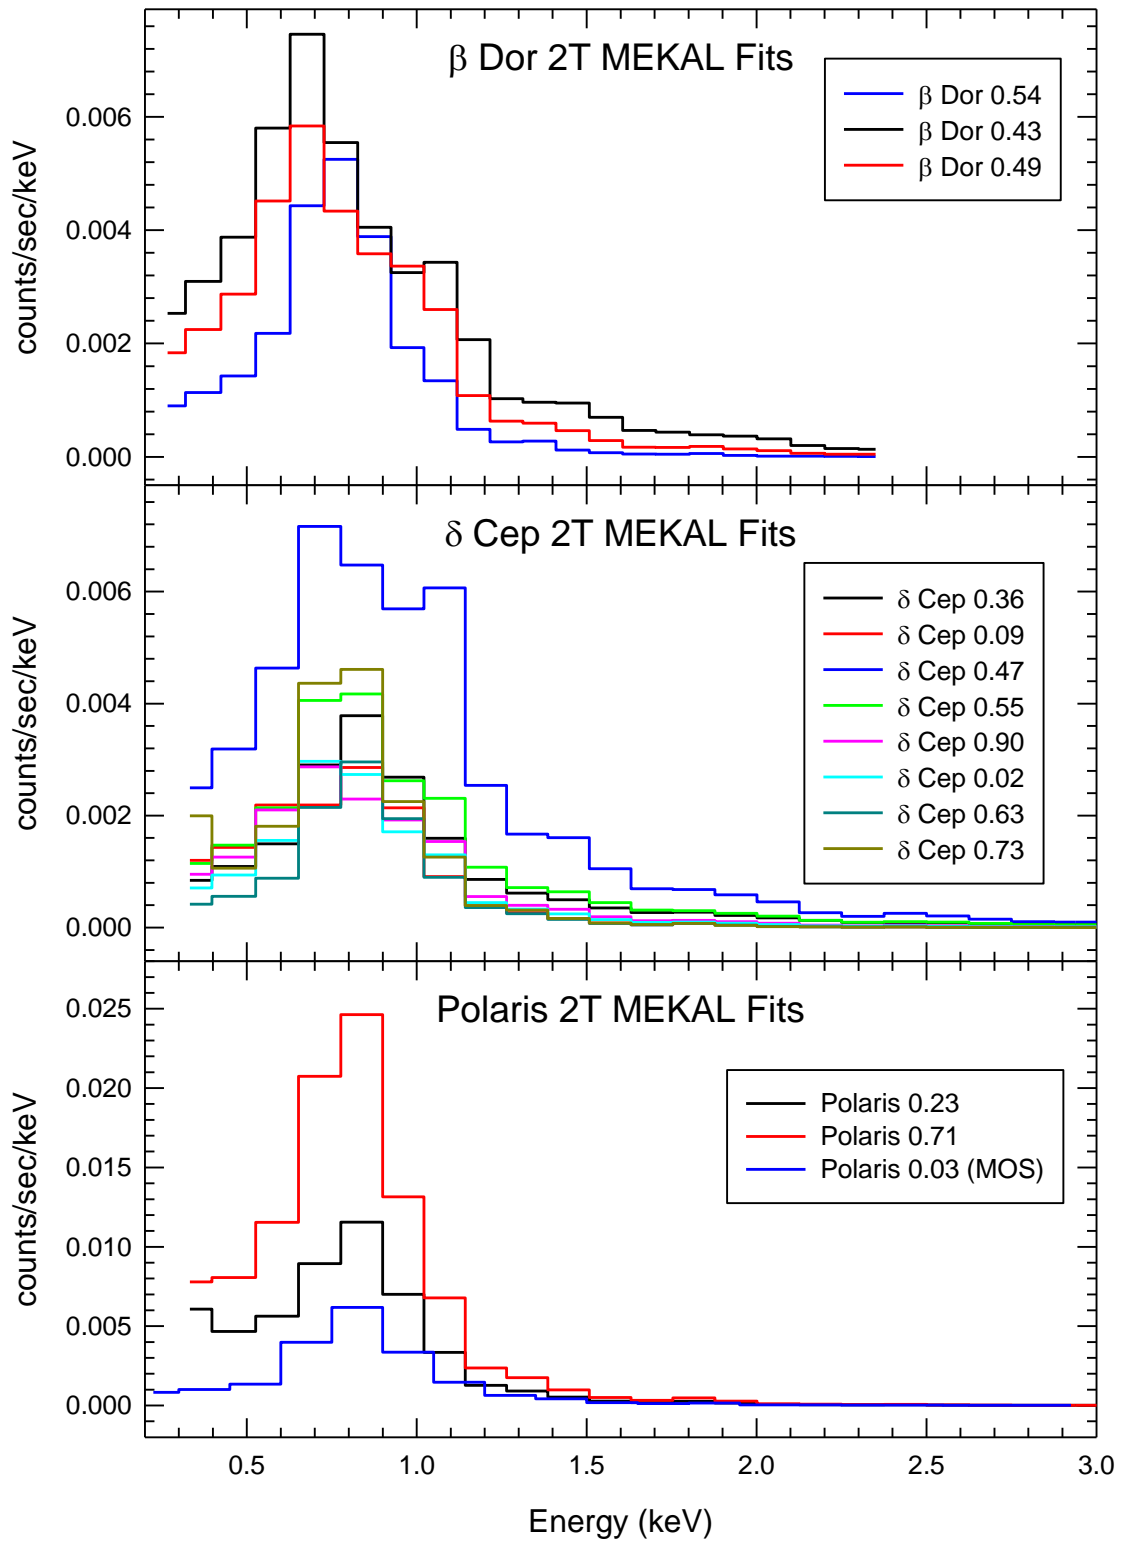 β Dor 2T MEKAL Fits
β Dor 0.54
β Dor 0.43
β Dor 0.49
0.006
0.004
0.002
0.000
counts/sec/keV
δ Cep 2T MEKAL Fits
δ Cep 0.36
δ Cep 0.09
δ Cep 0.47
δ Cep 0.55
δ Cep 0.90
δ Cep 0.02
δ Cep 0.63
δ Cep 0.73
0.006
0.004
0.002
0.000
counts/sec/keV
Polaris 2T MEKAL Fits
Polaris 0.23
Polaris 0.71
Polaris 0.03 (MOS)
0.025
0.020
0.015
0.010
0.005
0.000
counts/sec/keV
0.5 1.0 1.5 2.0 2.5 3.0
Energy (keV)